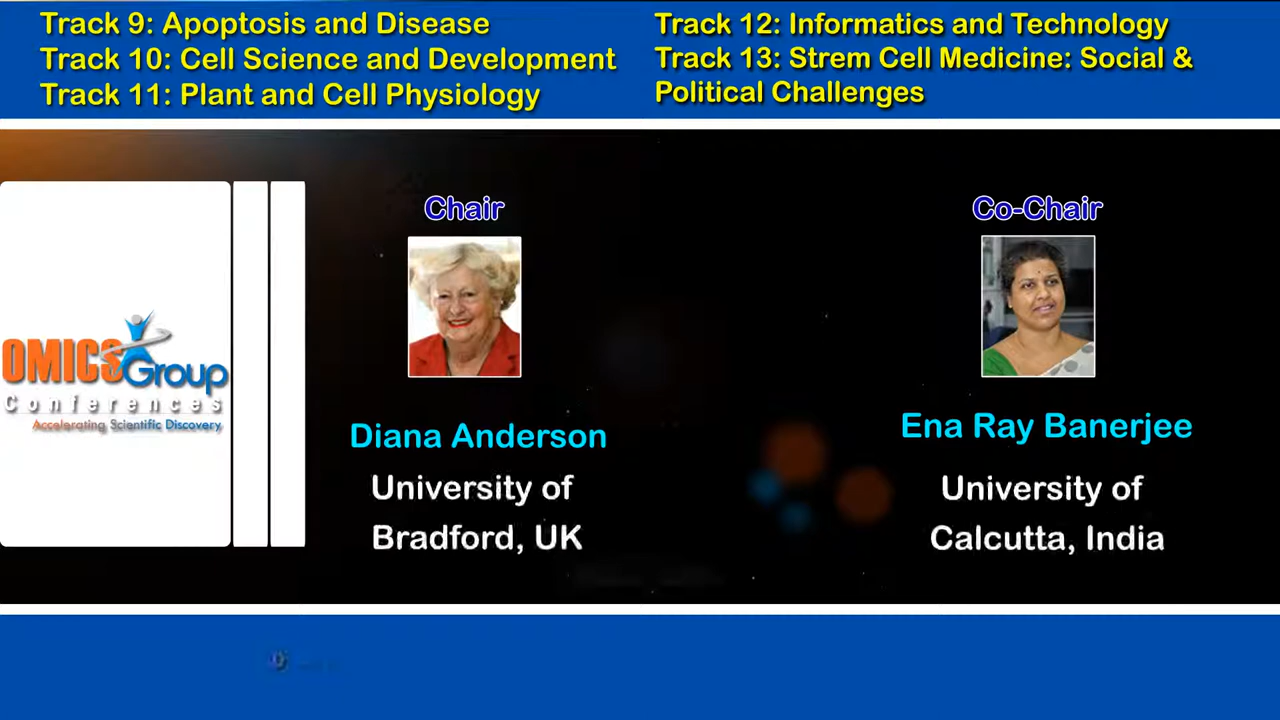 Track 9: Apoptosis and Disease
Track 10: Cell Science and Development
Track 11: Plant and Cell Physiology
Track 12: Informatics and Technology
Track 13: Strem Cell Medicine: Social &
Political Challenges
OMICS Group
Conferences
Accelerating Scientific Discovery
Chair
Diana Anderson
University of
Bradford, UK
Co-Chair
Ena Ray Banerjee
University of
Calcutta, India